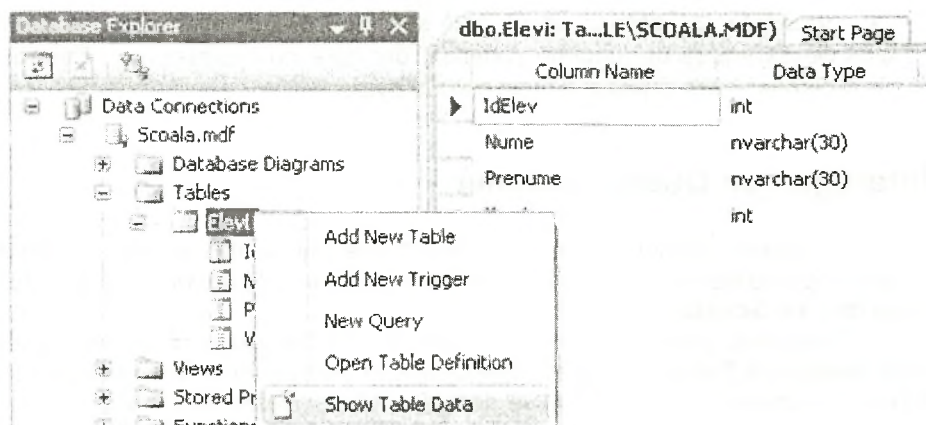 Database Explorer
Data Connections
Scoala.mdf
Database Diagrams
Tables
Elevi
I
N
P
V
Views
Stored Pr
Functions
Add New Table
Add New Trigger
New Query
Open Table Definition
Show Table Data
dbo.Elevi: Ta...LE\SCOALA.MDF)
Start Page
Column Name Data Type
IdElev int
Nume nvarchar(30)
Prenume nvarchar(30)
int